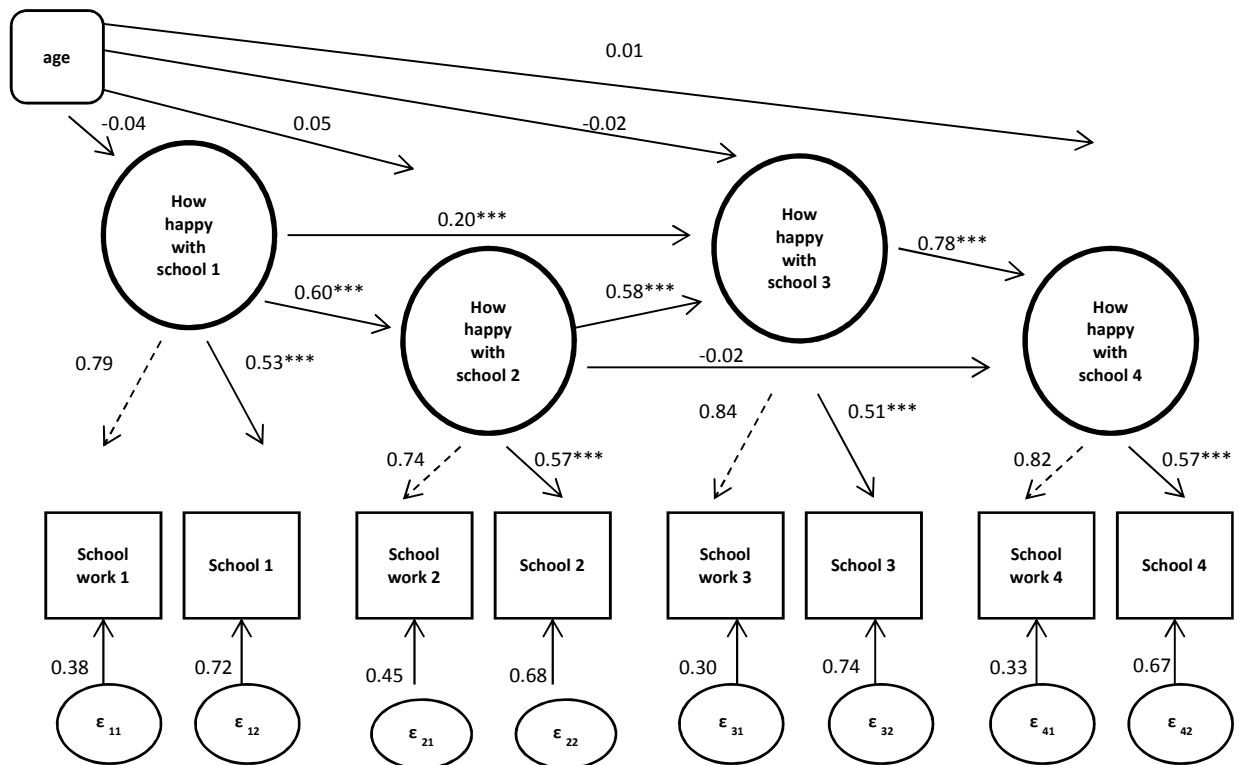 age
0.01
-0.04
0.05
-0.02
How
happy
with
school 1
0.20***
How
happy
with
school 3
0.78***
0.60***
How
happy
with
school 2
0.58***
-0.02
How
happy
with
school 4
0.79
0.53***
0.84
0.51***
0.74
0.57***
0.82
0.57***
School
work 1
School 1
School
work 2
School 2
School
work 3
School 3
School
work 4
School 4
0.38
0.72
0.45
0.68
0.30
0.74
0.33
0.67
ε 11
ε 12
ε 21
ε 22
ε 31
ε 32
ε 41
ε 42